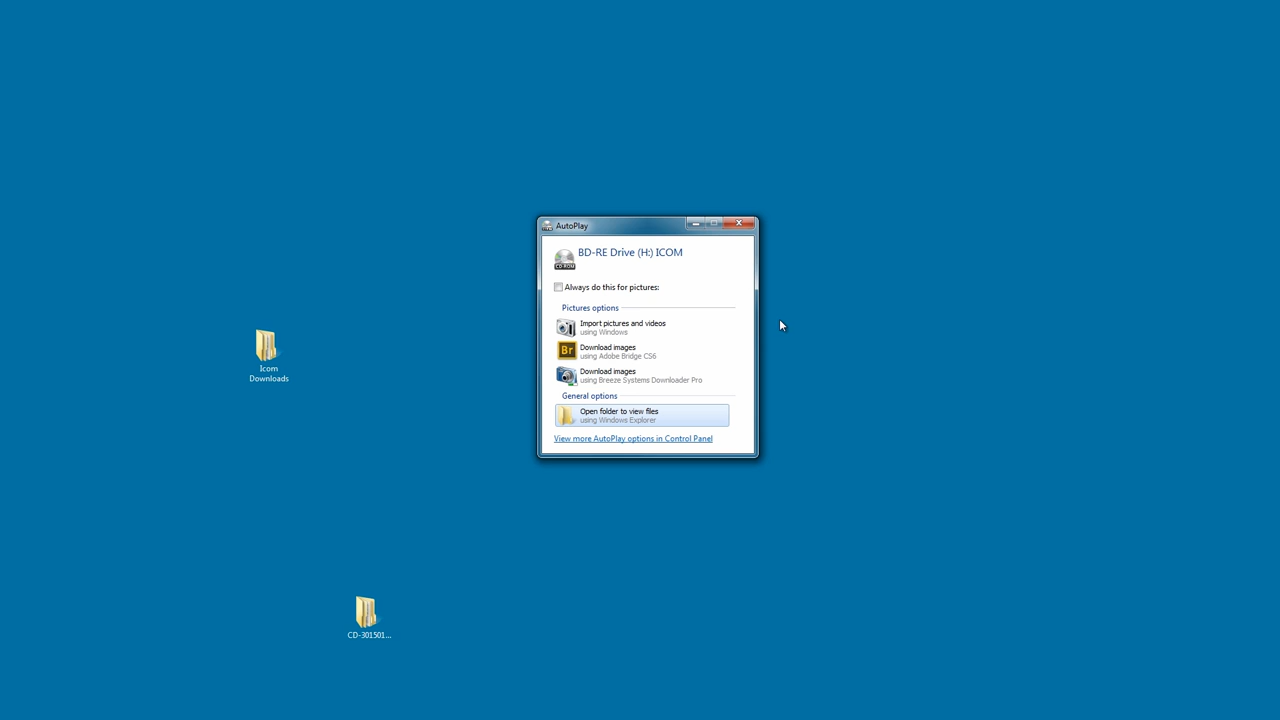 AutoPlay
BD-RE Drive (H:) ICOM
CD-ROM
Always do this for pictures:
Pictures options
Import pictures and videos
using Windows
Br
Download images
using Adobe Bridge CS6
Download images
using Breeze Systems Downloader Pro
General options
Open folder to view files
using Windows Explorer
View more AutoPlay options in Control Panel
Icom
Downloads
CD-301501...